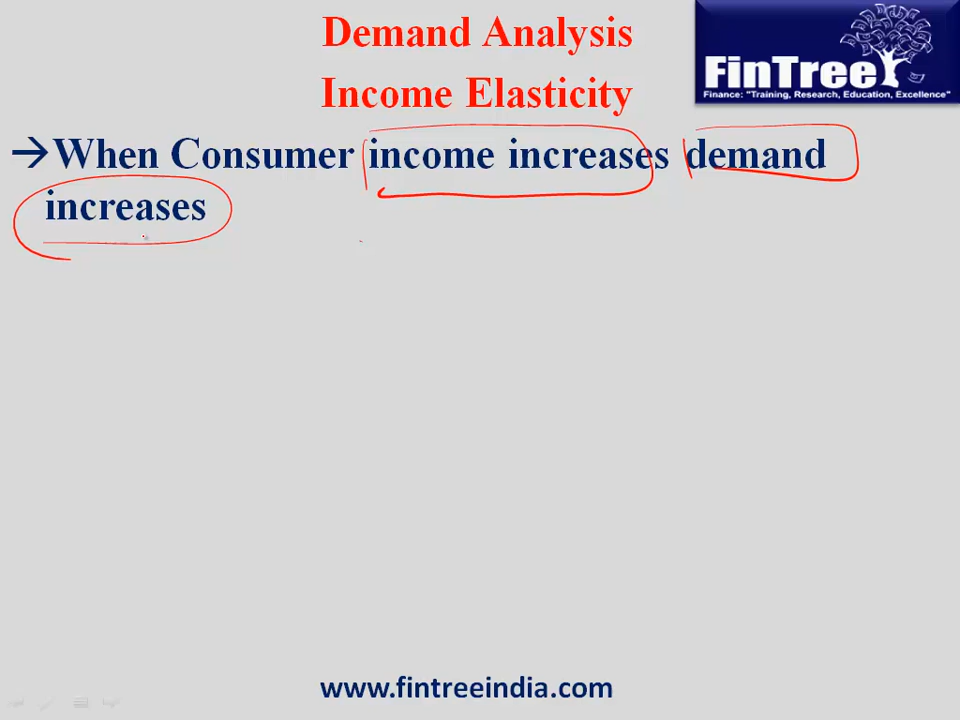 Demand Analysis
Income Elasticity
FinTree
Finance: "Training, Research, Education, Excellence"
→When Consumer income increases demand
increases
www.fintreeindia.com